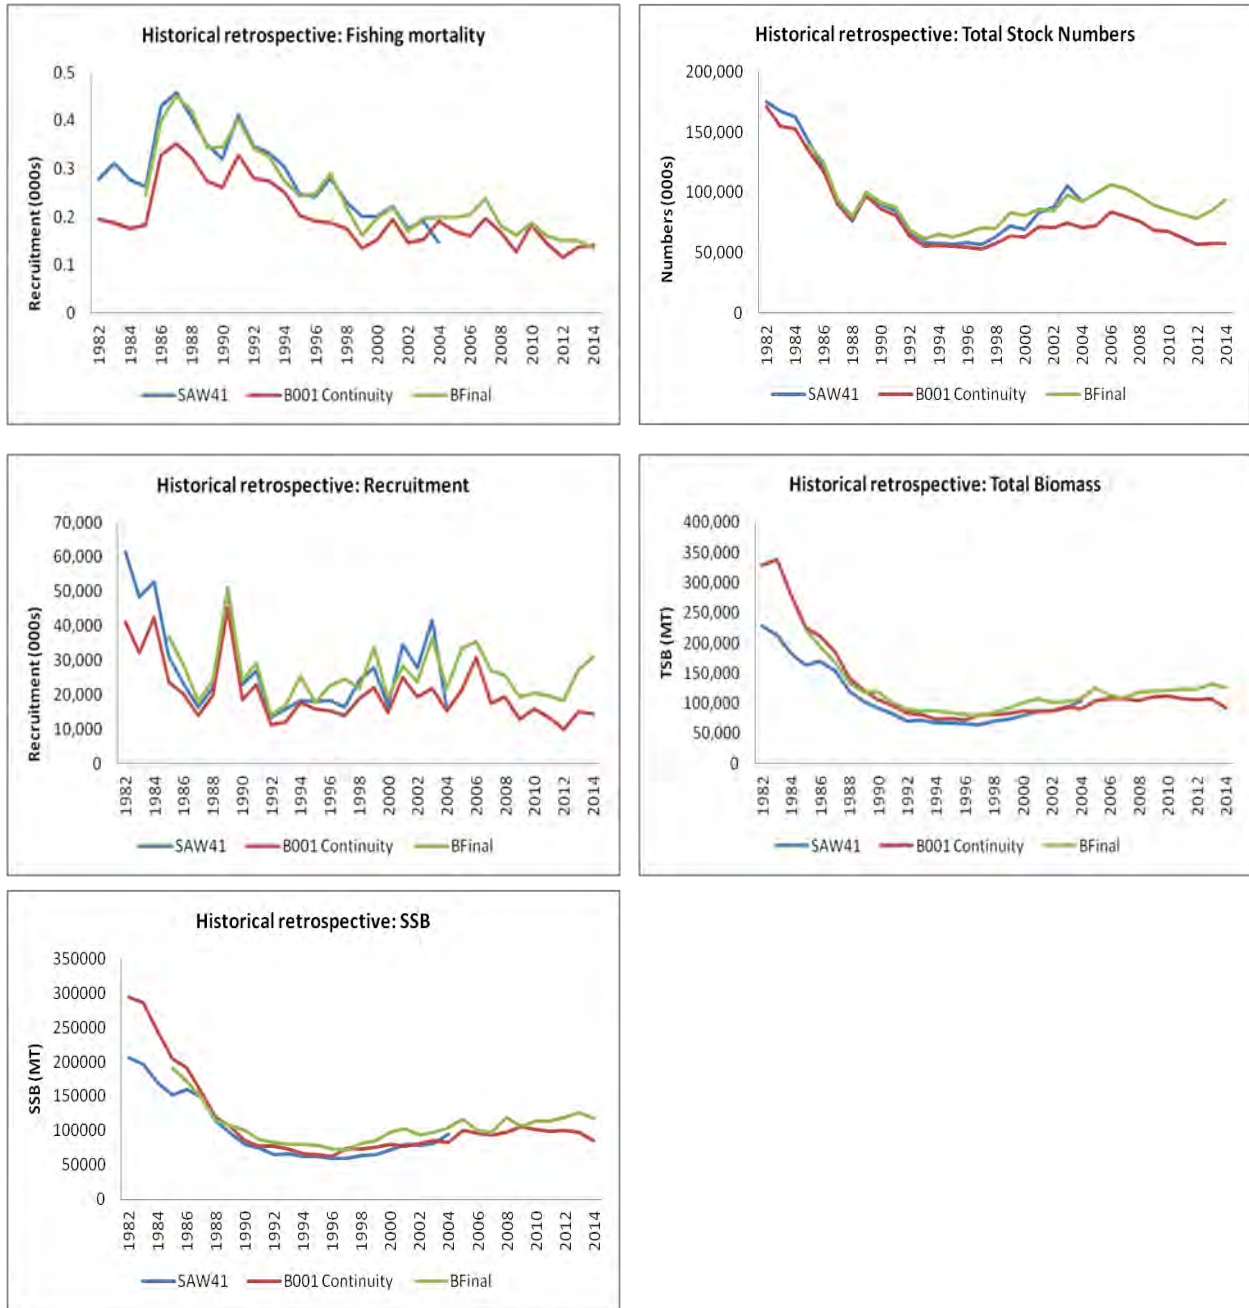 Historical retrospective: Fishing mortality
Recruitment (000s)
0.5
0.4
0.3
0.2
0.1
0
1982 1984 1986 1988 1990 1992 1994 1996 1998 2000 2002 2004 2006 2008 2010 2012 2014
SAW41 B001 Continuity BFinal
Historical retrospective: Total Stock Numbers
Numbers (000s)
200,000
150,000
100,000
50,000
0
1982 1984 1986 1988 1990 1992 1994 1996 1998 2000 2002 2004 2006 2008 2010 2012 2014
SAW41 B001 Continuity BFinal
Historical retrospective: Recruitment
Recruitment (000s)
70,000
60,000
50,000
40,000
30,000
20,000
10,000
0
1982 1984 1986 1988 1990 1992 1994 1996 1998 2000 2002 2004 2006 2008 2010 2012 2014
SAW41 B001 Continuity BFinal
Historical retrospective: Total Biomass
TSB (MT)
400,000
350,000
300,000
250,000
200,000
150,000
100,000
50,000
0
1982 1984 1986 1988 1990 1992 1994 1996 1998 2000 2002 2004 2006 2008 2010 2012 2014
SAW41 B001 Continuity BFinal
Historical retrospective: SSB
SSB (MT)
350000
300000
250000
200000
150000
100000
50000
0
1982 1984 1986 1988 1990 1992 1994 1996 1998 2000 2002 2004 2006 2008 2010 2012 2014
SAW41 B001 Continuity BFinal